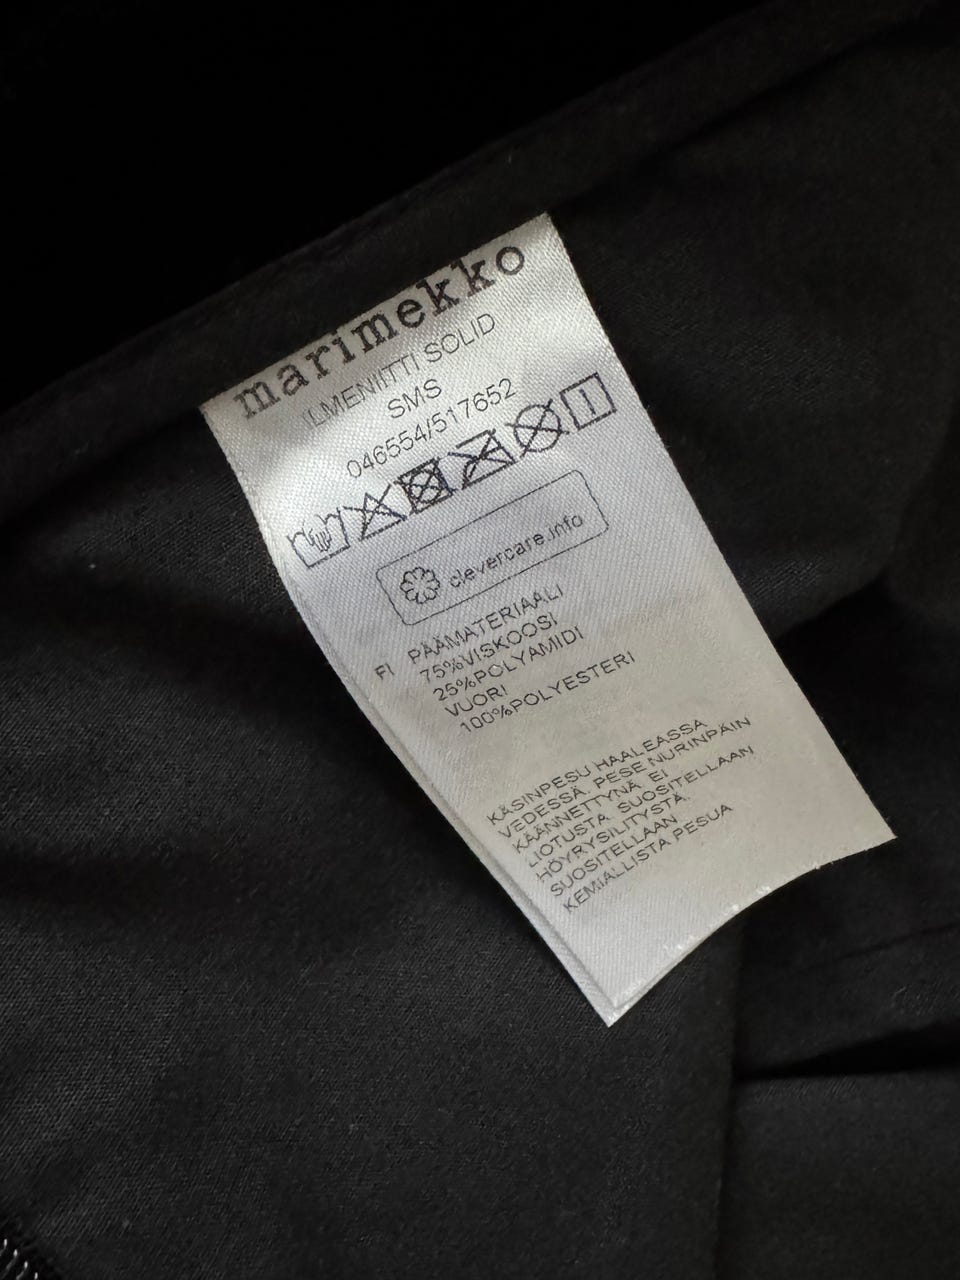 marimekko
ILMENIITTI SOLID
SMS
046554/517652
clevercare.info
FI PÄÄMATERIAALI
75%VISKOOSI
25%POLYAMIDI
VUORI
100%POLYESTERI
KÄSINPESU HAALEASSA
VEDESSÄ. PESE NURINPÄIN
KÄÄNNETTYNÄ. EI
LIOTUSTA. SUOSITELLAAN
HÖYRYSILITYSTÄ.
SUOSITELLAAN
KEMIALLISTA PESUA